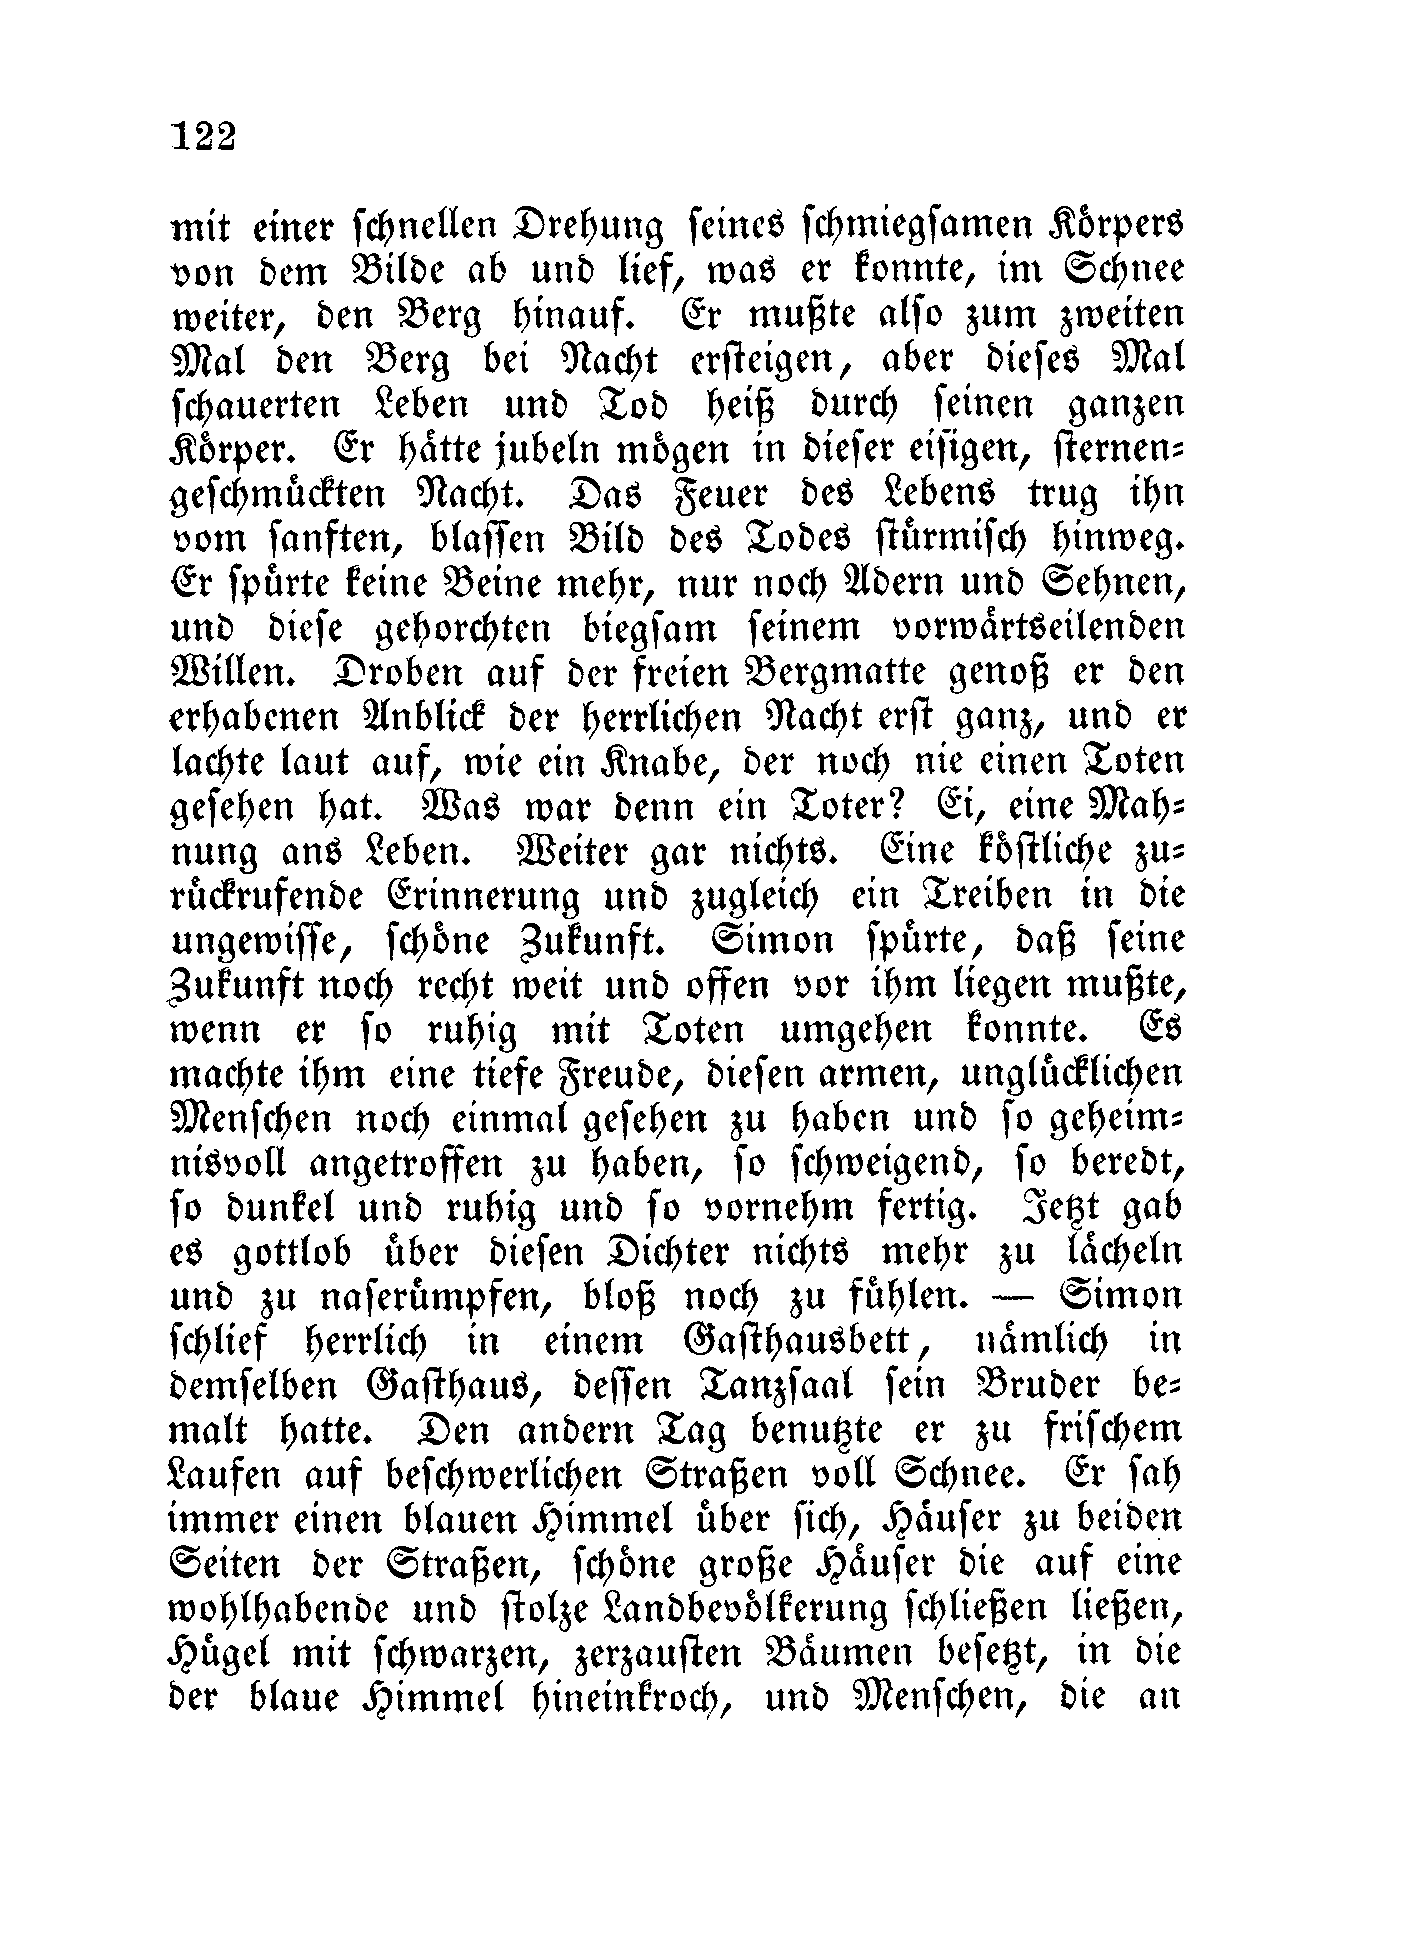 122
mit einer schnellen Drehung seines schmiegsamen Körpers
von dem Bilde ab und lief, was er konnte, im Schnee
weiter, den Berg hinauf. Er mußte also zum zweiten
Mal den Berg bei Nacht ersteigen, aber dieses Mal
schauerten Leben und Tod heiß durch seinen ganzen
Körper. Er hätte jubeln mögen in dieser eisigen, sternen-
geschmückten Nacht. Das Feuer des Lebens trug ihn
vom sanften, blassen Bild des Todes stürmisch hinweg.
Er spürte keine Beine mehr, nur noch Adern und Sehnen,
und diese gehorchten biegsam seinem vorwärtseilenden
Willen. Droben auf der freien Bergmatte genoß er den
erhabenen Anblick der herrlichen Nacht erst ganz, und er
lachte laut auf, wie ein Knabe, der noch nie einen Toten
gesehen hat. Was war denn ein Toter? Ei, eine Mah-
nung ans Leben. Weiter gar nichts. Eine köstliche zu-
rückrufende Erinnerung und zugleich ein Treiben in die
ungewisse, schöne Zukunft. Simon spürte, daß seine
Zukunft noch recht weit und offen vor ihm liegen mußte,
wenn er so ruhig mit Toten umgehen konnte. Es
machte ihm eine tiefe Freude, diesen armen, unglücklichen
Menschen noch einmal gesehen zu haben und so geheim-
nisvoll angetroffen zu haben, so schweigend, so beredt,
so dunkel und ruhig und so vornehm fertig. Jetzt gab
es gottlob über diesen Dichter nichts mehr zu lächeln
und zu naserümpfen, bloß noch zu fühlen. — Simon
schlief herrlich in einem Gasthausbett, nämlich in
demselben Gasthaus, dessen Tanzsaal sein Bruder be-
malt hatte. Den andern Tag benutzte er zu frischem
Laufen auf beschwerlichen Straßen voll Schnee. Er sah
immer einen blauen Himmel über sich, Häuser zu beiden
Seiten der Straßen, schöne große Häuser die auf eine
wohlhabende und stolze Landbevölkerung schließen ließen,
Hügel mit schwarzen, zerzausten Bäumen besetzt, in die
der blaue Himmel hineinkroch, und Menschen, die an